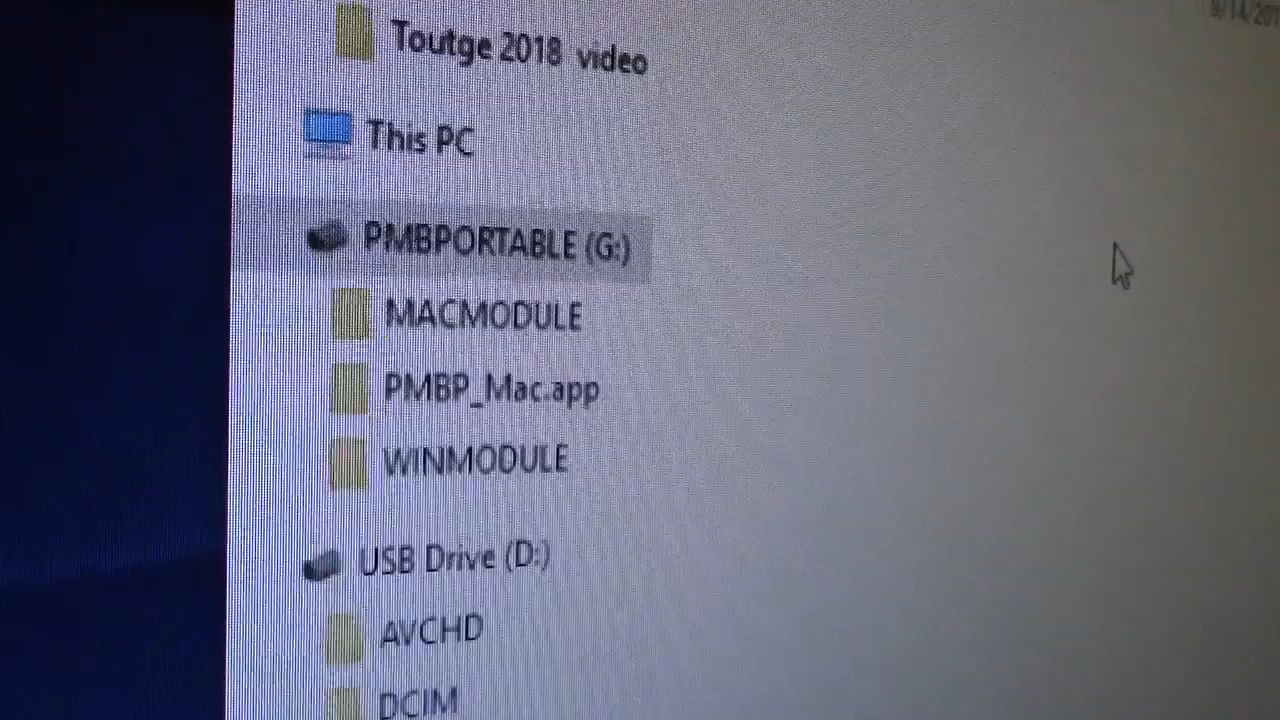 Toutge 2018 video
This PC
PMBPORTABLE (G:)
MACMODULE
PMBP_Mac.app
WINMODULE
USB Drive (D:)
AVCHD
DCIM